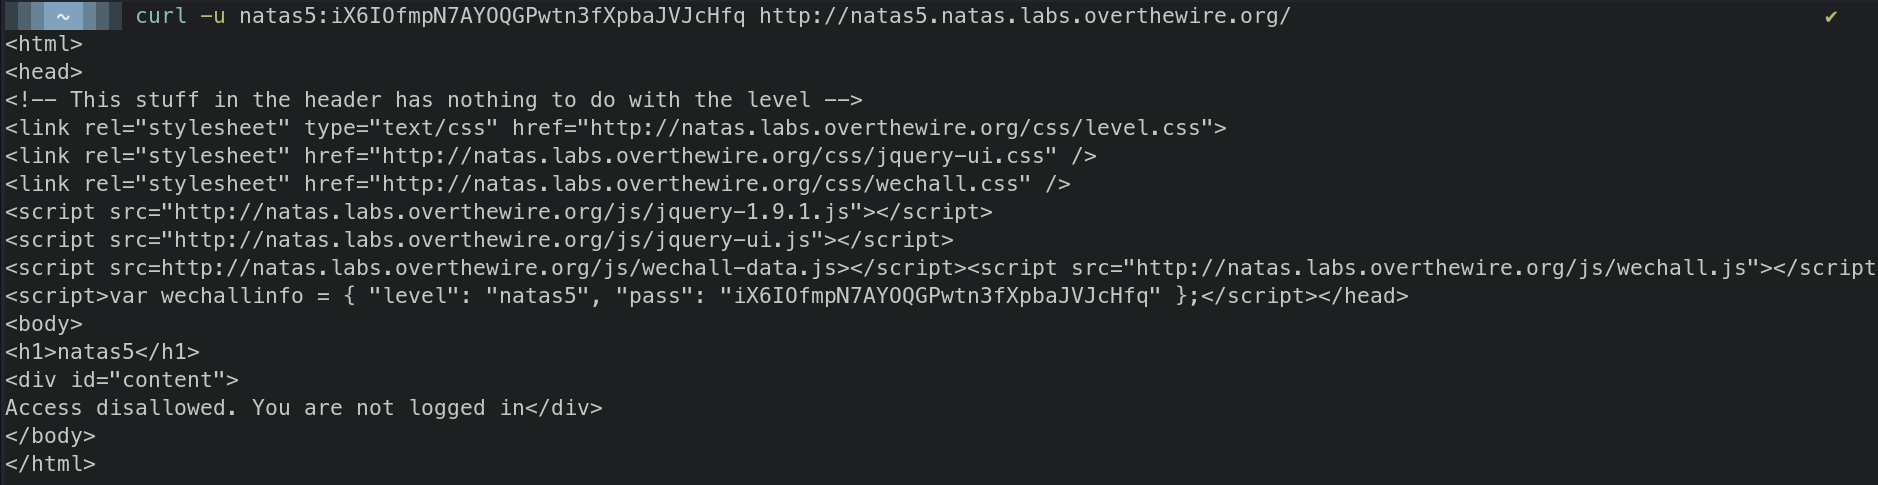 ~ curl -u natas5:iX6IOfmpN7AYOQGPwtn3fXpbaJVJcHfq http://natas5.natas.labs.overthewire.org/ ✔
<html>
<head>
<!-- This stuff in the header has nothing to do with the level -->
<link rel="stylesheet" type="text/css" href="http://natas.labs.overthewire.org/css/level.css">
<link rel="stylesheet" href="http://natas.labs.overthewire.org/css/jquery-ui.css" />
<link rel="stylesheet" href="http://natas.labs.overthewire.org/css/wechall.css" />
<script src="http://natas.labs.overthewire.org/js/jquery-1.9.1.js"></script>
<script src="http://natas.labs.overthewire.org/js/jquery-ui.js"></script>
<script src=http://natas.labs.overthewire.org/js/wechall-data.js></script><script src="http://natas.labs.overthewire.org/js/wechall.js"></script
<script>var wechallinfo = { "level": "natas5", "pass": "iX6IOfmpN7AYOQGPwtn3fXpbaJVJcHfq" };</script></head>
<body>
<h1>natas5</h1>
<div id="content">
Access disallowed. You are not logged in</div>
</body>
</html>